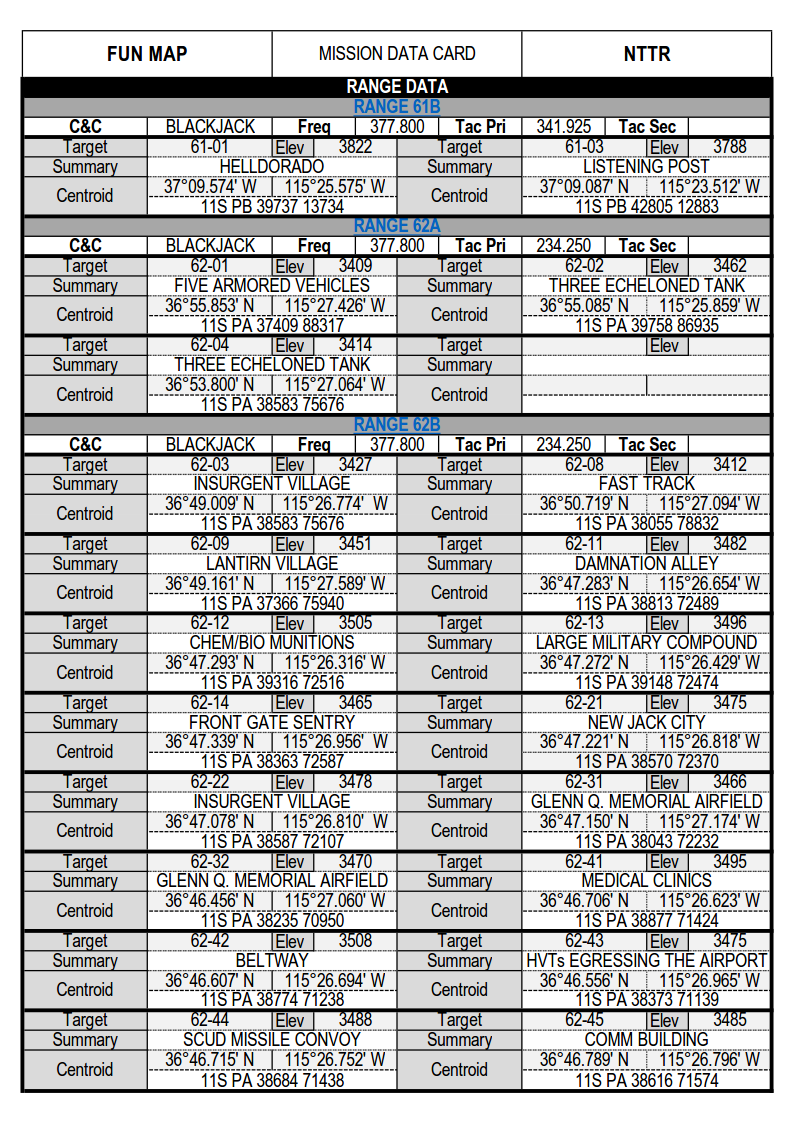 FUN MAP MISSION DATA CARD NTTR
RANGE DATA
RANGE 61B
C&C BLACKJACK Freq 377.800 Tac Pri 341.925 Tac Sec
Target 61-01 Elev 3822 Target 61-03 Elev 3788
Summary HELLDORADO Summary LISTENING POST
Centroid 37°09.574' W 115°25.575' W Centroid 37°09.087' N 115°23.512' W
11S PB 39737 13734 11S PB 42805 12883
RANGE 62A
C&C BLACKJACK Freq 377.800 Tac Pri 234.250 Tac Sec
Target 62-01 Elev 3409 Target 62-02 Elev 3462
Summary FIVE ARMORED VEHICLES Summary THREE ECHELONED TANK
Centroid 36°55.853' N 115°27.426' W Centroid 36°55.085' N 115°25.859' W
11S PA 37409 88317 11S PA 39758 86935
Target 62-04 Elev 3414 Target Elev
Summary THREE ECHELONED TANK Summary
Centroid 36°53.800' N 115°27.064' W Centroid
11S PA 38583 75676
RANGE 62B
C&C BLACKJACK Freq 377.800 Tac Pri 234.250 Tac Sec
Target 62-03 Elev 3427 Target 62-08 Elev 3412
Summary INSURGENT VILLAGE Summary FAST TRACK
Centroid 36°49.009' N 115°26.774' W Centroid 36°50.719' N 115°27.094' W
11S PA 38583 75676 11S PA 38055 78832
Target 62-09 Elev 3451 Target 62-11 Elev 3482
Summary LANTIRN VILLAGE Summary DAMNATION ALLEY
Centroid 36°49.161' N 115°27.589' W Centroid 36°47.283' N 115°26.654' W
11S PA 37366 75940 11S PA 38813 72489
Target 62-12 Elev 3505 Target 62-13 Elev 3496
Summary CHEM/BIO MUNITIONS Summary LARGE MILITARY COMPOUND
Centroid 36°47.293' N 115°26.316' W Centroid 36°47.272' N 115°26.429' W
11S PA 39316 72516 11S PA 39148 72474
Target 62-14 Elev 3465 Target 62-21 Elev 3475
Summary FRONT GATE SENTRY Summary NEW JACK CITY
Centroid 36°47.339' N 115°26.956' W Centroid 36°47.221' N 115°26.818' W
11S PA 38363 72587 11S PA 38570 72370
Target 62-22 Elev 3478 Target 62-31 Elev 3466
Summary INSURGENT VILLAGE Summary GLENN Q. MEMORIAL AIRFIELD
Centroid 36°47.078' N 115°26.810' W Centroid 36°47.150' N 115°27.174' W
11S PA 38587 72107 11S PA 38043 72232
Target 62-32 Elev 3470 Target 62-41 Elev 3495
Summary GLENN Q. MEMORIAL AIRFIELD Summary MEDICAL CLINICS
Centroid 36°46.456' N 115°27.060' W Centroid 36°46.706' N 115°26.623' W
11S PA 38235 70950 11S PA 38877 71424
Target 62-42 Elev 3508 Target 62-43 Elev 3475
Summary BELTWAY Summary HVTs EGRESSING THE AIRPORT
Centroid 36°46.607' N 115°26.694' W Centroid 36°46.556' N 115°26.965' W
11S PA 38774 71238 11S PA 38373 71139
Target 62-44 Elev 3488 Target 62-45 Elev 3485
Summary SCUD MISSILE CONVOY Summary COMM BUILDING
Centroid 36°46.715' N 115°26.752' W Centroid 36°46.789' N 115°26.796' W
11S PA 38684 71438 11S PA 38616 71574